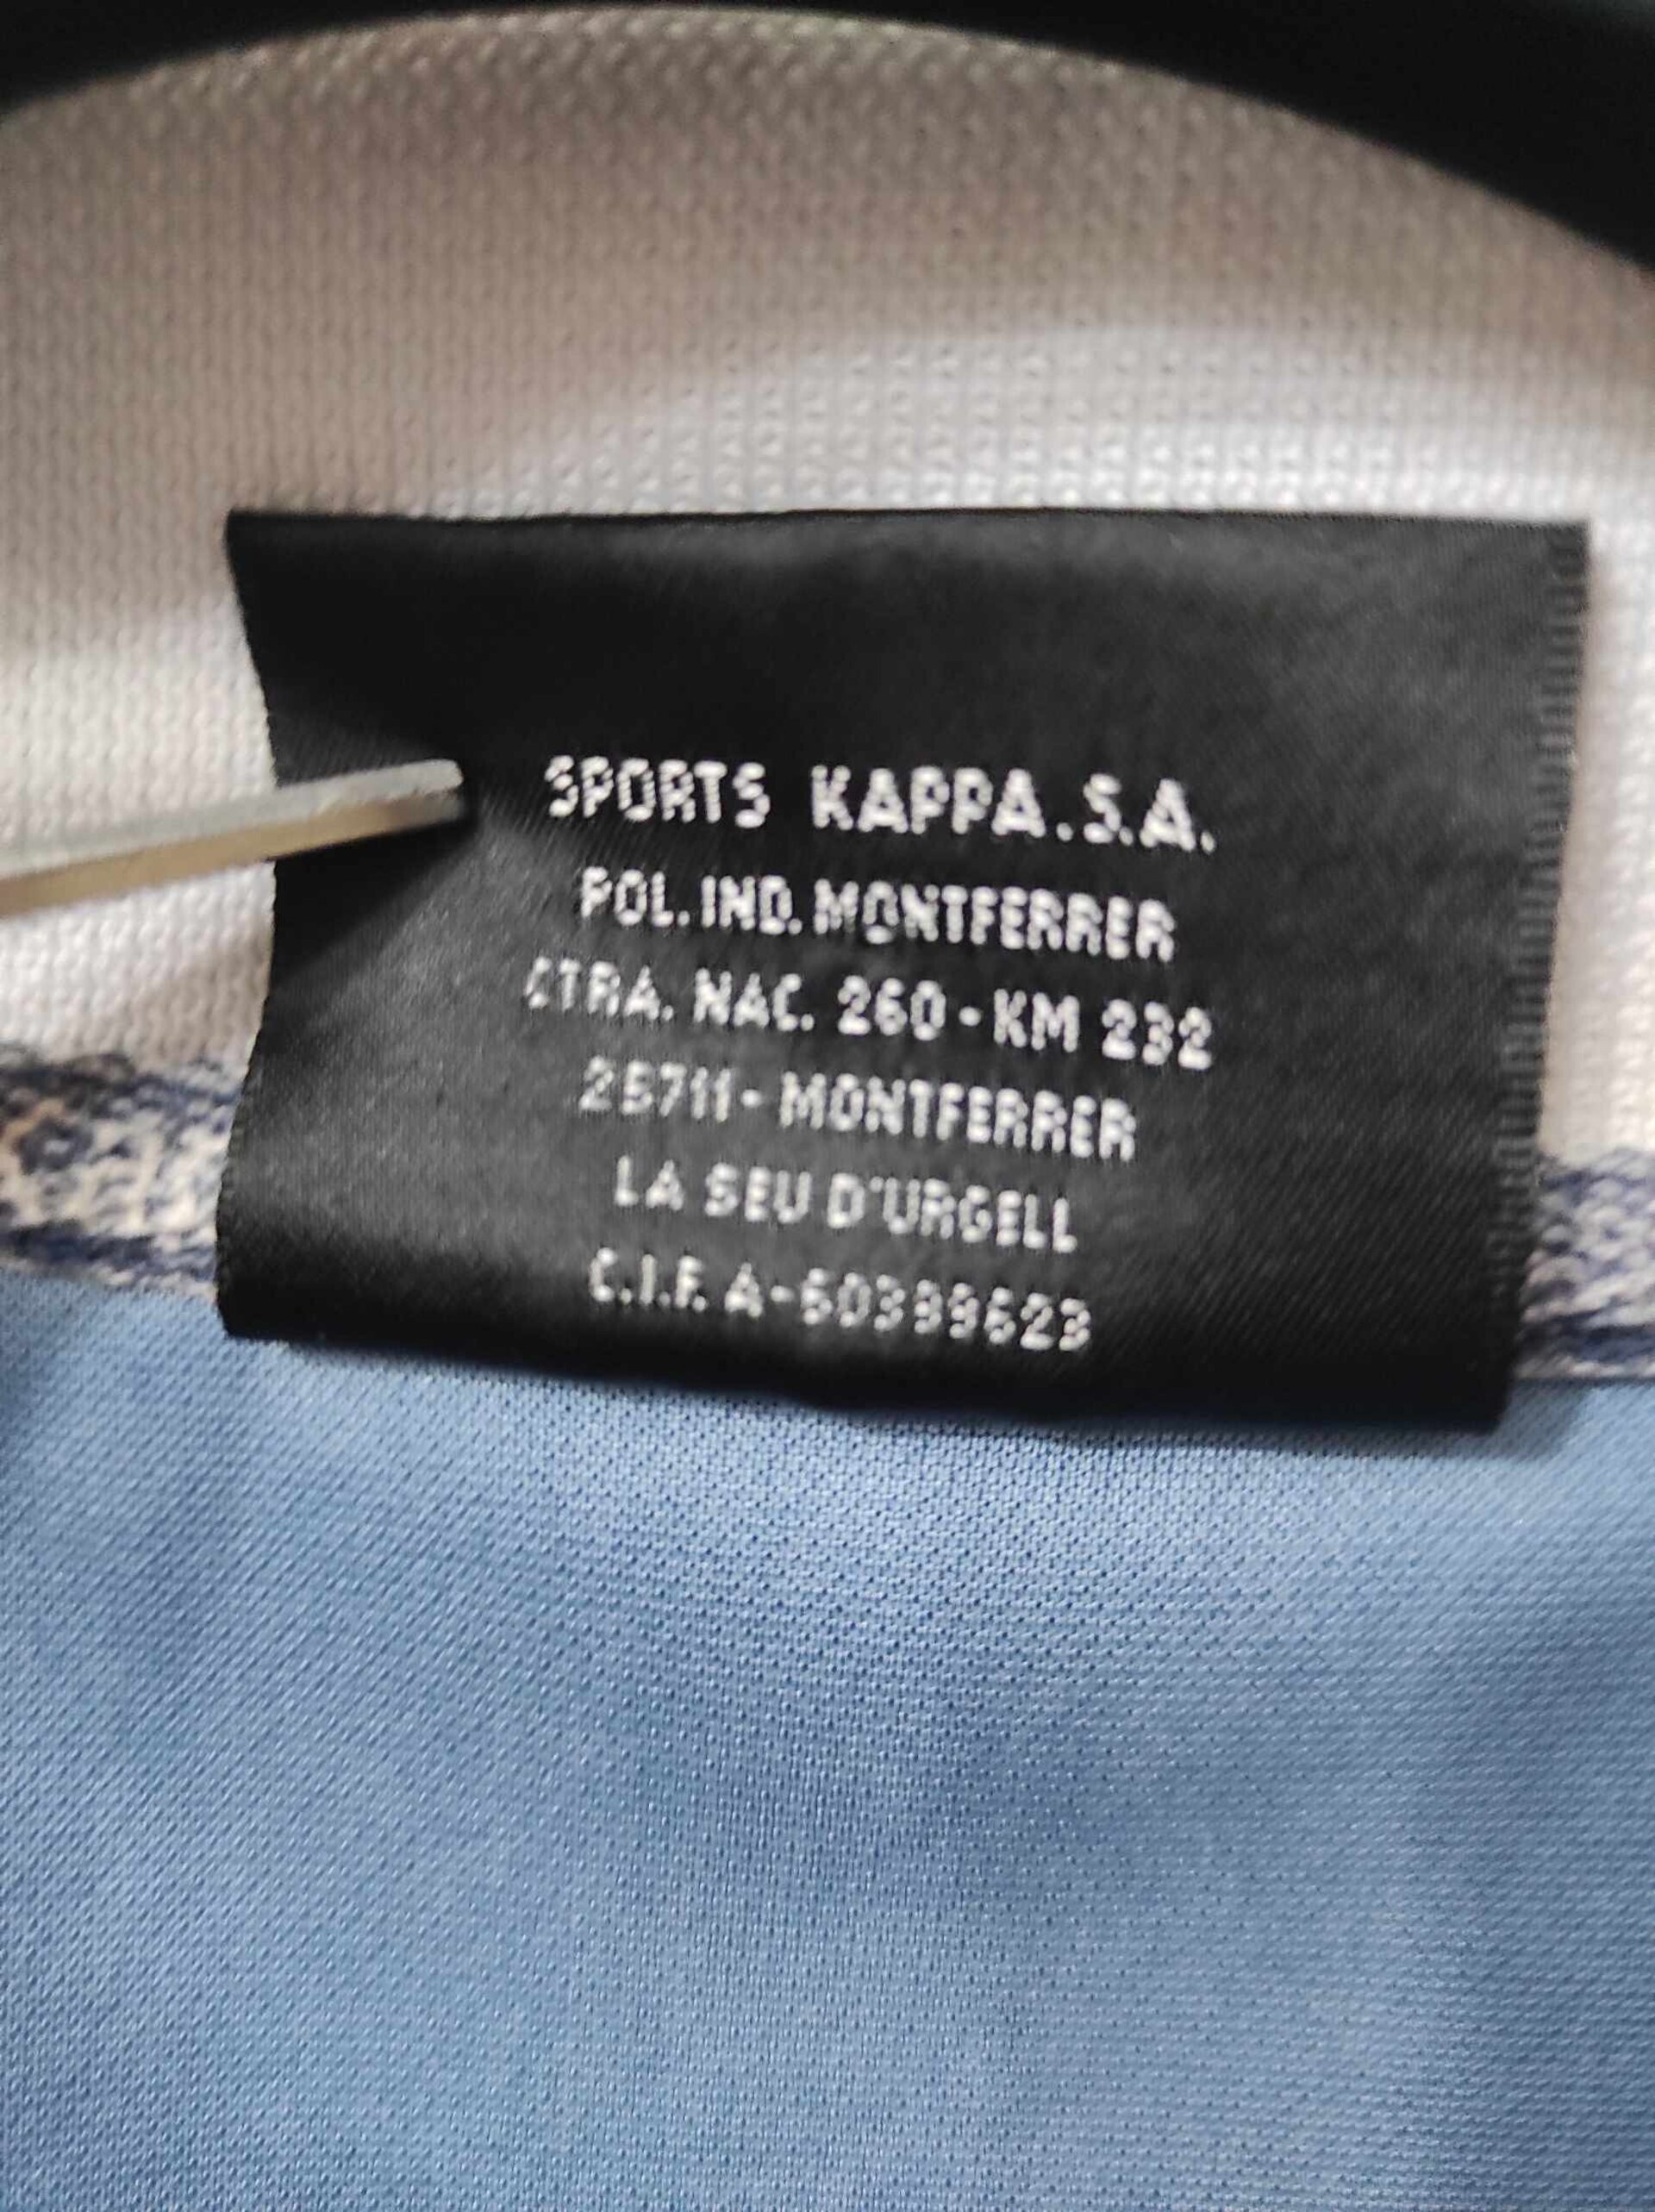 SPORTS KAPPA.S.A.
POL. IND. MONTFERRER
CTRA. NAC. 260 - KM 232
25711 - MONTFERRER
LA SEU D'URGELL
C.I.F. A-60399623